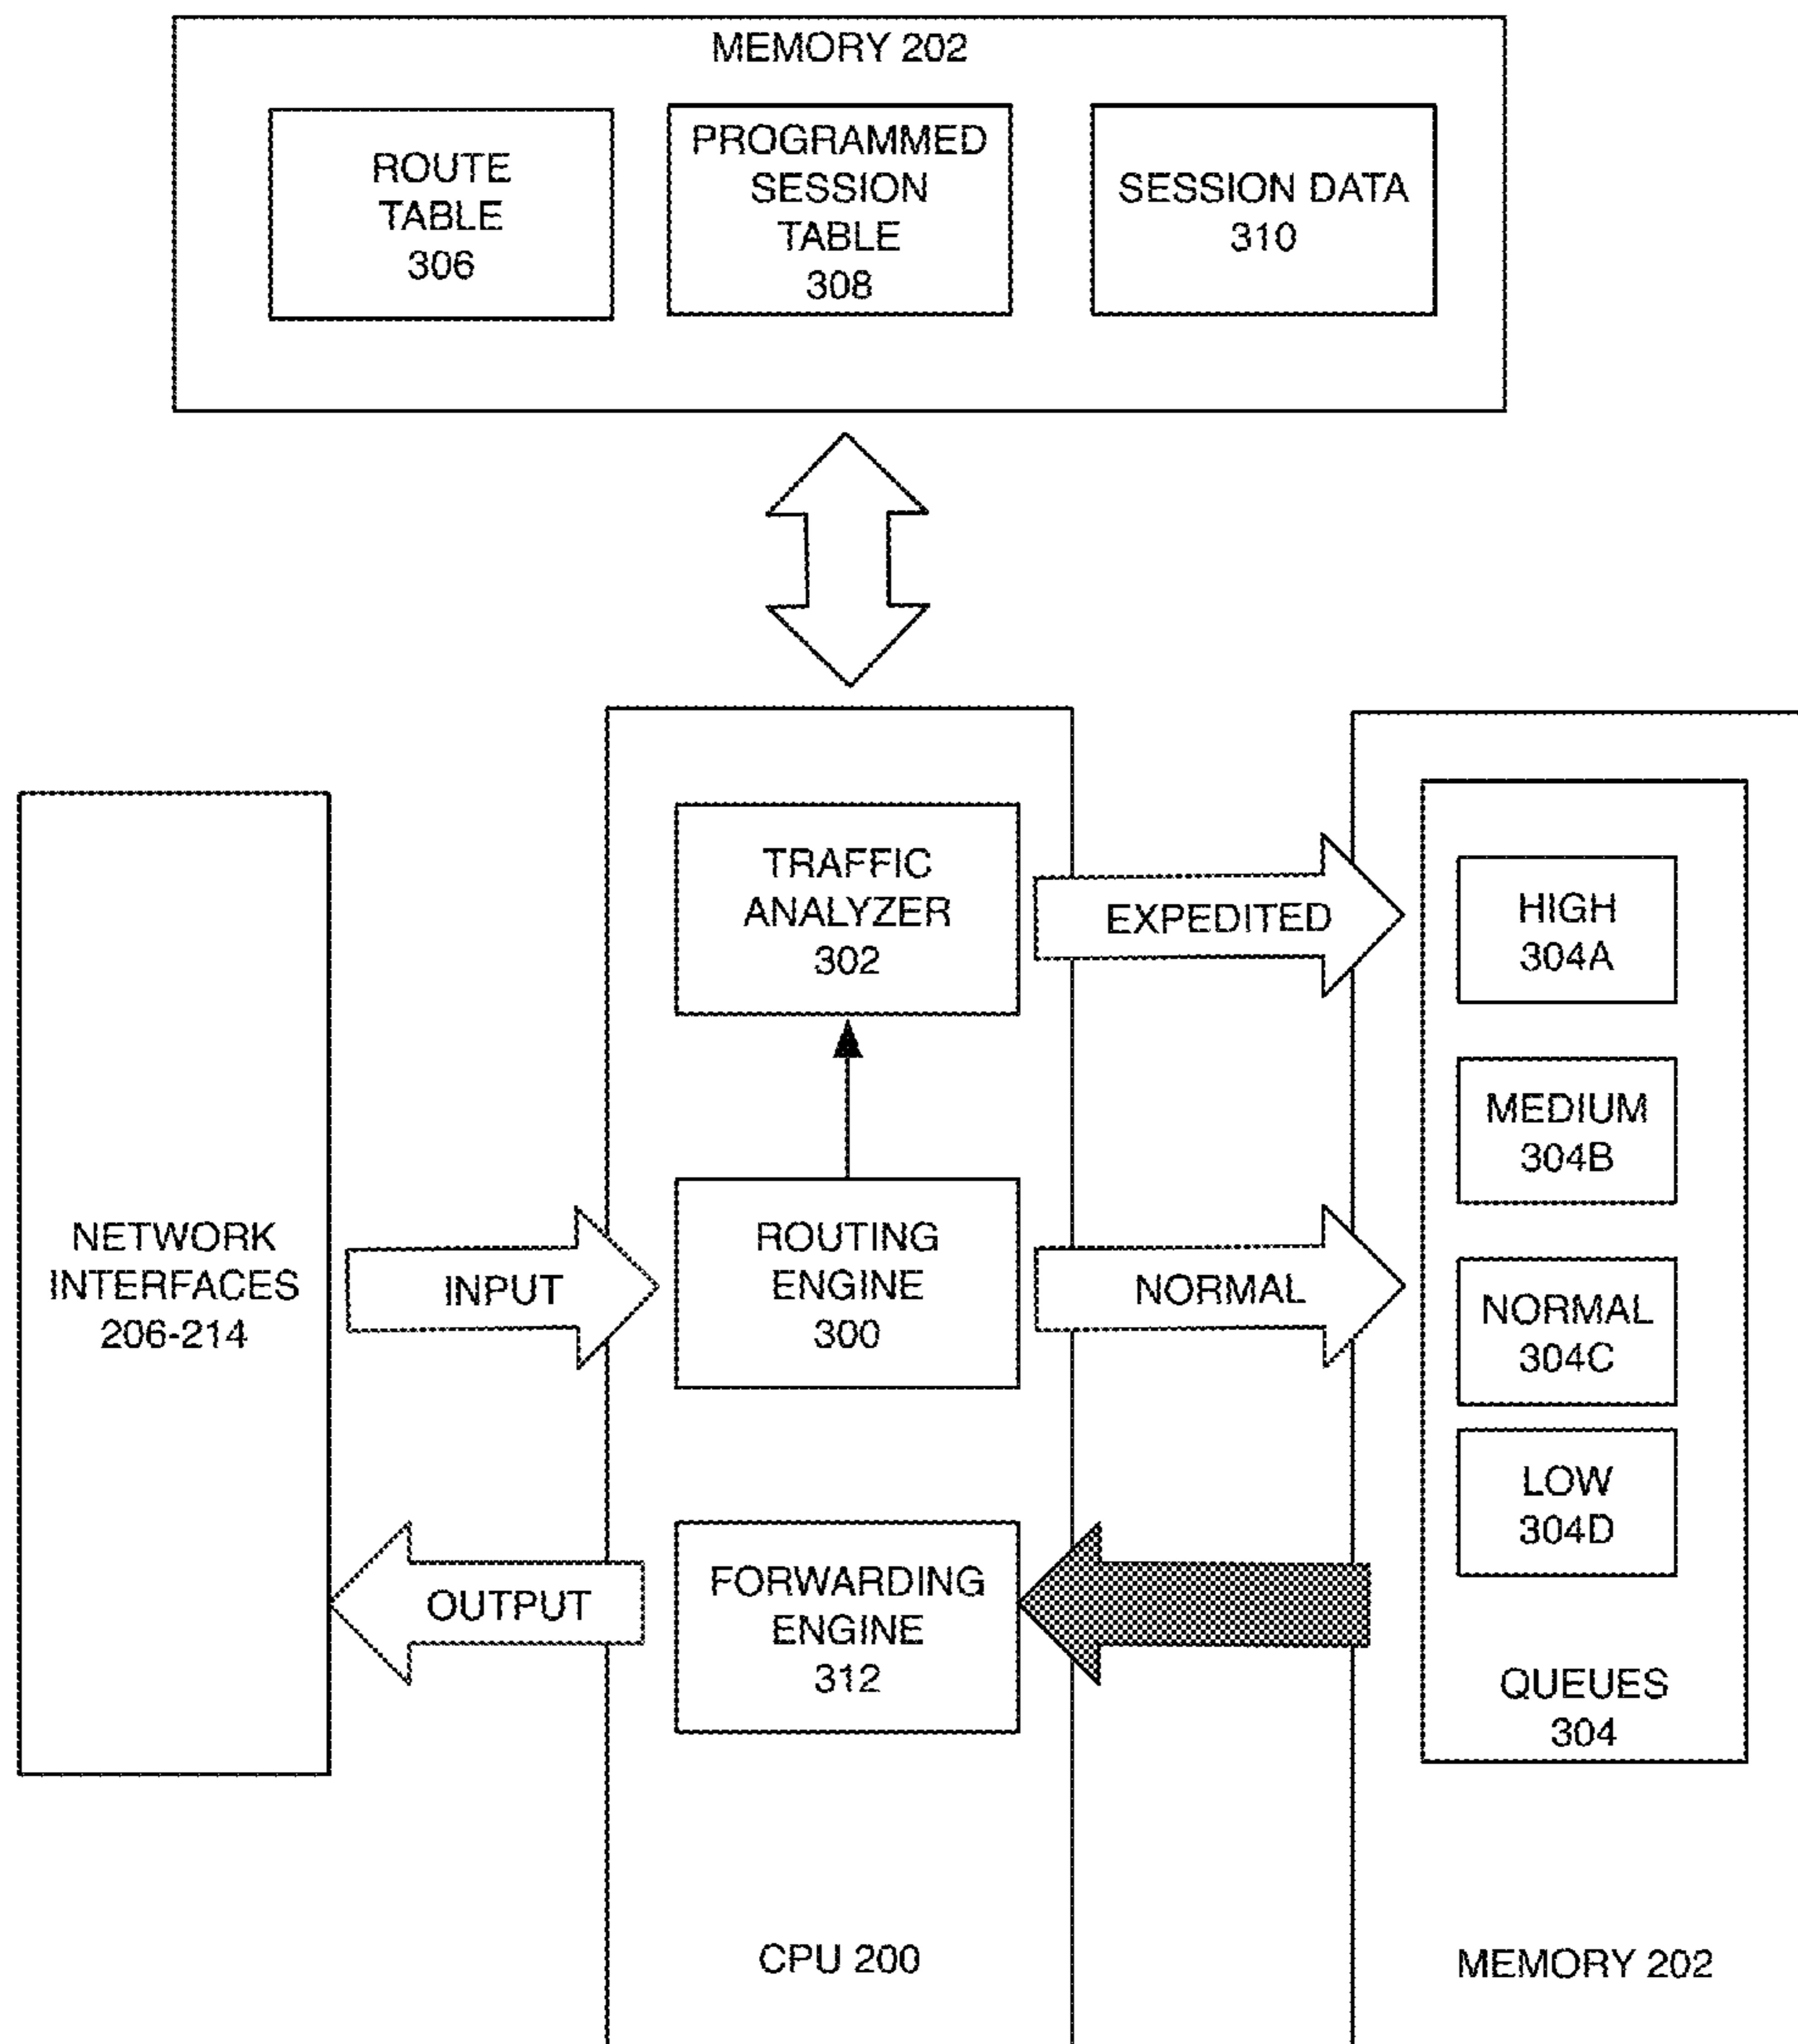 MEMORY 202
ROUTE
TABLE
306
PROGRAMMED
SESSION
TABLE
308
SESSION DATA
310
NETWORK
INTERFACES
206-214
INPUT
OUTPUT
TRAFFIC
ANALYZER
302
ROUTING
ENGINE
300
FORWARDING
ENGINE
312
CPU 200
EXPEDITED
NORMAL
HIGH
304A
MEDIUM
304B
NORMAL
304C
LOW
304D
QUEUES
304
MEMORY 202